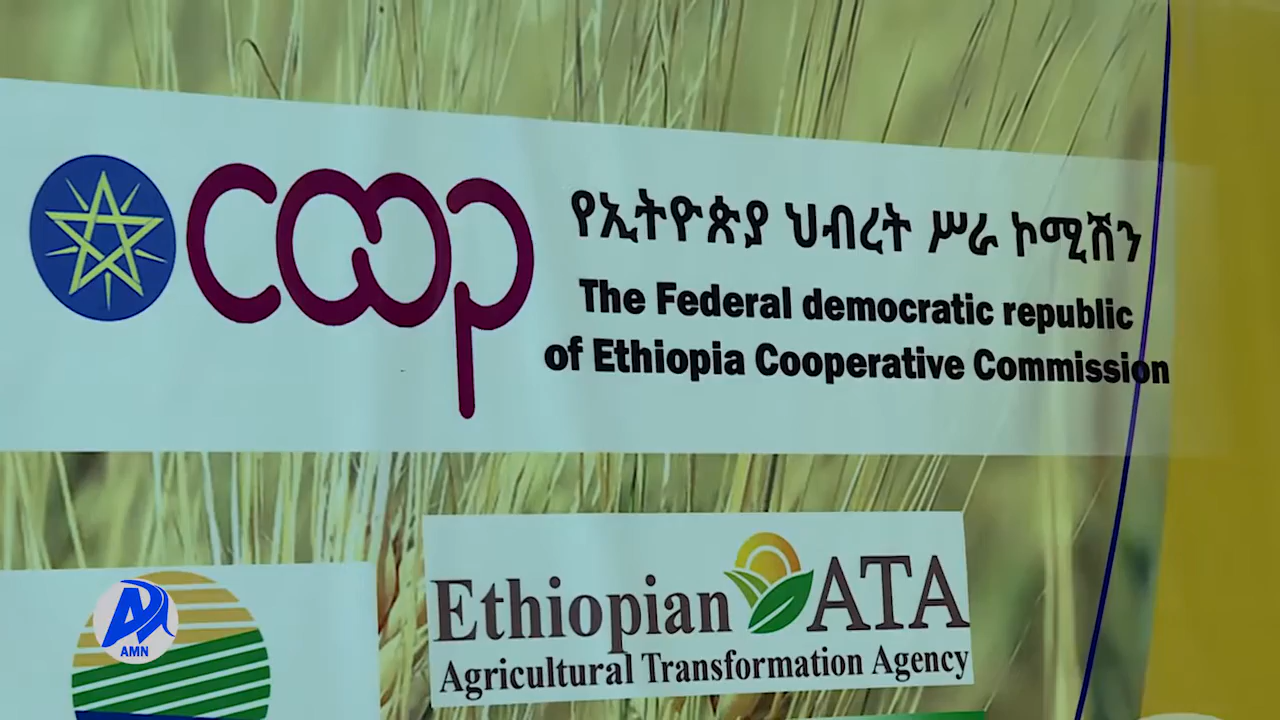 coop
የኢትዮጵያ ህብረት ሥራ ኮሚሽን
The Federal democratic republic
of Ethiopia Cooperative Commission
Ethiopian ATA
Agricultural Transformation Agency
AMN